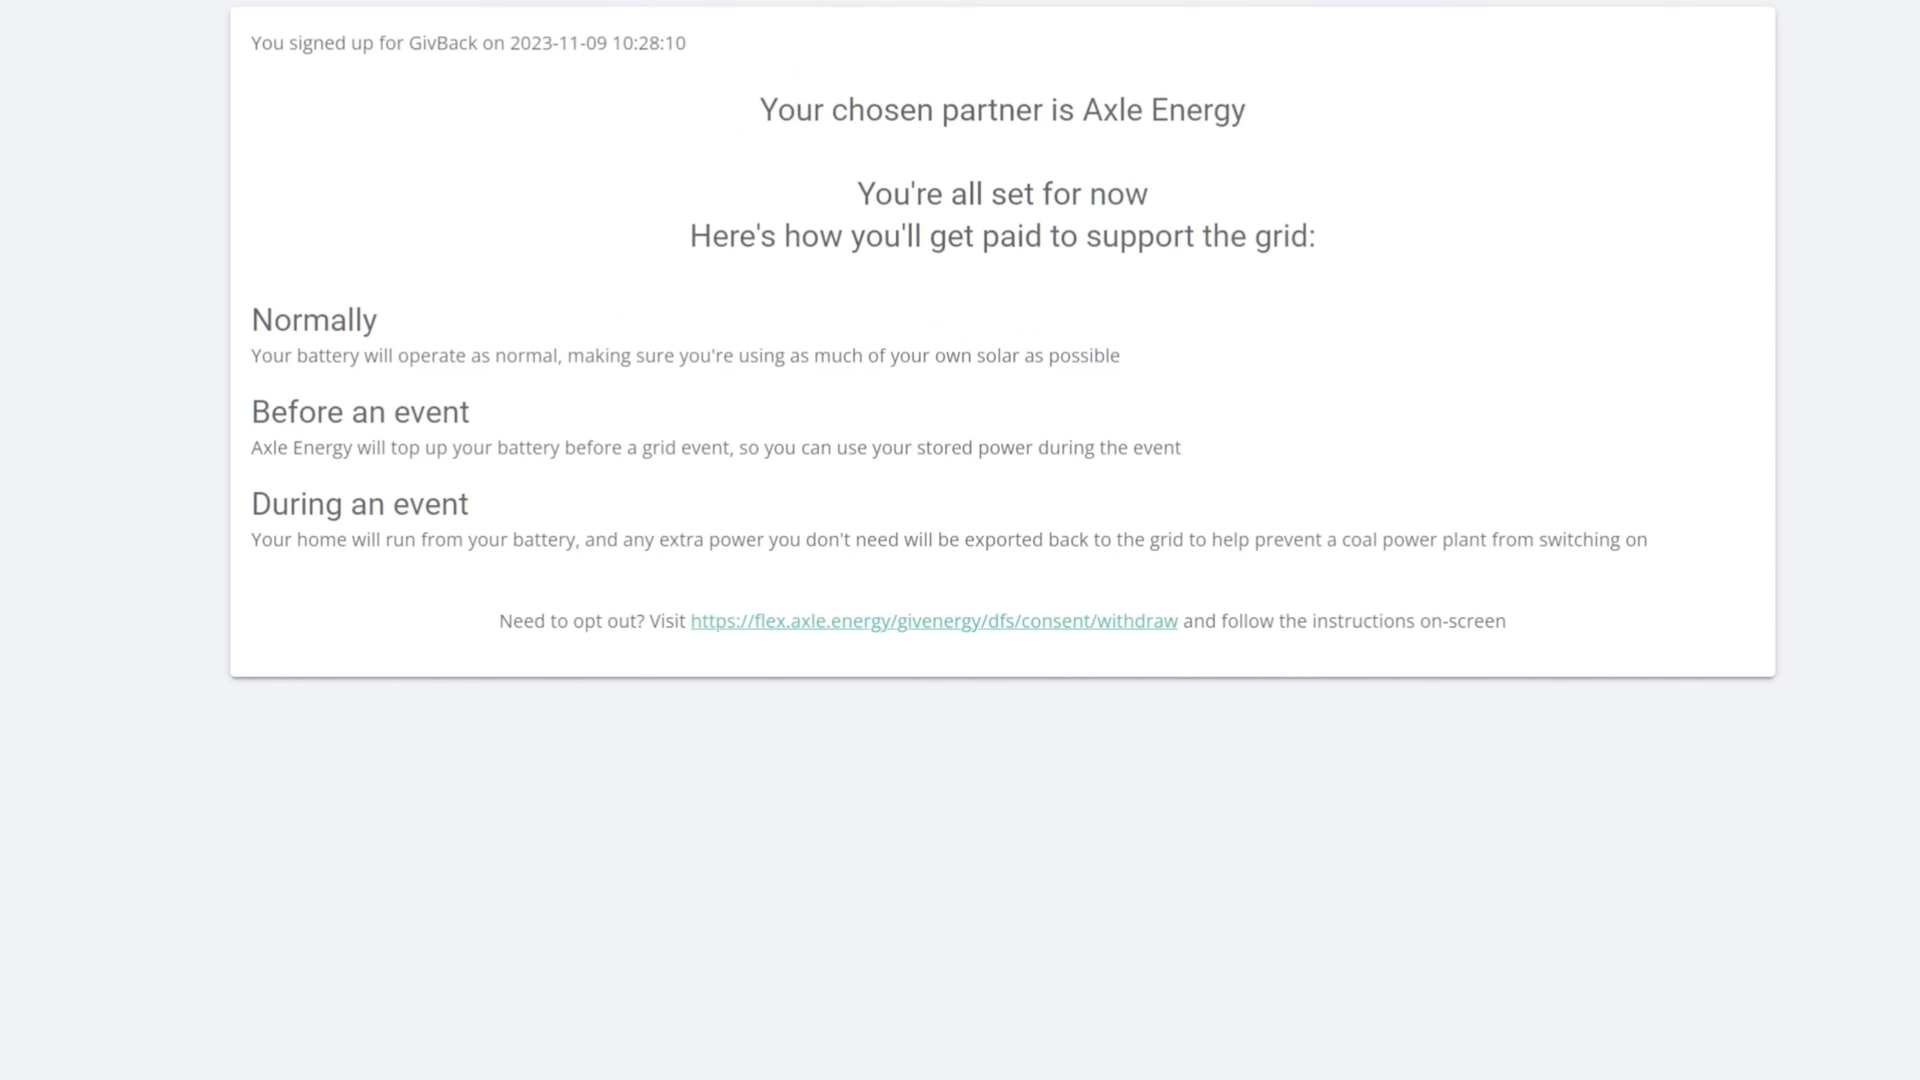 You signed up for GivBack on 2023-11-09 10:28:10
Your chosen partner is Axle Energy
You're all set for now
Here's how you'll get paid to support the grid:
Normally
Your battery will operate as normal, making sure you're using as much of your own solar as possible
Before an event
Axle Energy will top up your battery before a grid event, so you can use your stored power during the event
During an event
Your home will run from your battery, and any extra power you don't need will be exported back to the grid to help prevent a coal power plant from switching on
Need to opt out? Visit https://flex.axle.energy/givenergy/dfs/consent/withdraw and follow the instructions on-screen